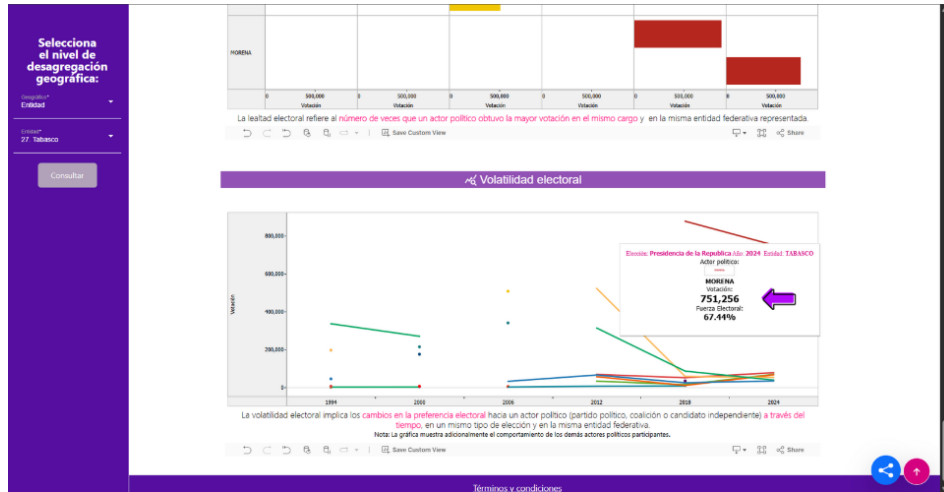 Selecciona
el nivel de
desagregación
geográfica:
Geográfico*
Entidad
Entidad*
27. Tabasco
Consultar
MORENA
0 500,000 0 500,000 0 500,000 0 500,000 0 500,000 0 500,000
Votación Votación Votación Votación Votación Votación
La lealtad electoral refiere al número de veces que un actor político obtuvo la mayor votación en el mismo cargo y en la misma entidad federativa representada.
Save Custom View
Share
Volatilidad electoral
Votación
800,000
600,000
400,000
200,000
0
1994 2000 2006 2012 2018 2024
Elección: Presidencia de la Republica Año: 2024 Entidad: TABASCO
Actor político:
MORENA
Votación:
751,256
Fuerza Electoral:
67.44%
La volatilidad electoral implica los cambios en la preferencia electoral hacia un actor político (partido político, coalición o candidato independiente) a través del
tiempo, en un mismo tipo de elección y en la misma entidad federativa.
Nota: La gráfica muestra adicionalmente el comportamiento de los demás actores políticos participantes.
Save Custom View
Share
Términos y condiciones